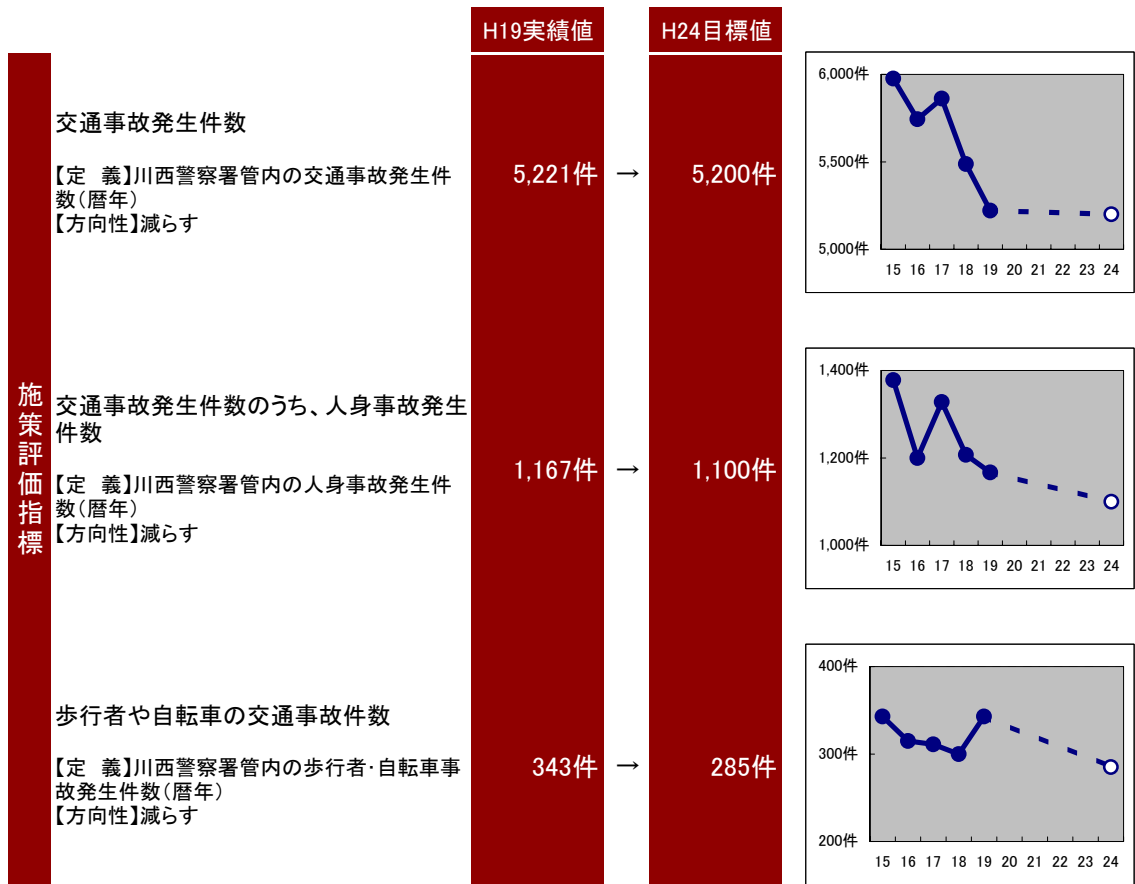 H19実績値
H24目標値
施策評価指標
交通事故発生件数
【定　義】川西警察署管内の交通事故発生件
数(暦年)
【方向性】減らす
5,221件
→
5,200件
6,000件
5,500件
5,000件
15 16 17 18 19 20 21 22 23 24
交通事故発生件数のうち、人身事故発生
件数
【定　義】川西警察署管内の人身事故発生件
数(暦年)
【方向性】減らす
1,167件
→
1,100件
1,400件
1,200件
1,000件
15 16 17 18 19 20 21 22 23 24
歩行者や自転車の交通事故件数
【定　義】川西警察署管内の歩行者・自転車事
故発生件数(暦年)
【方向性】減らす
343件
→
285件
400件
300件
200件
15 16 17 18 19 20 21 22 23 24